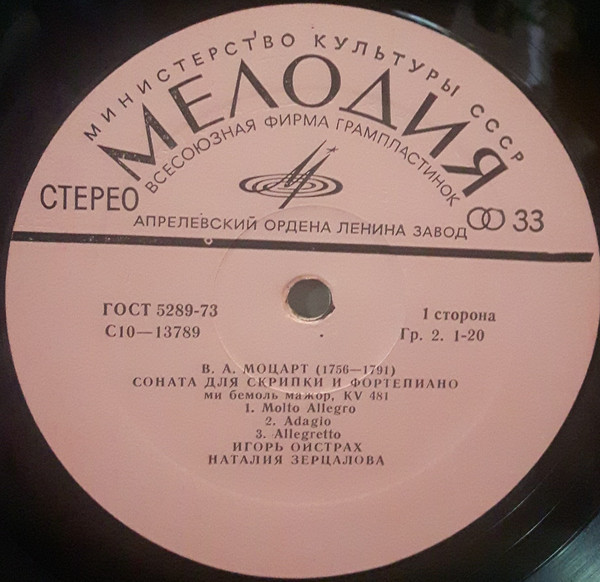 МИНИСТЕРСТВО КУЛЬТУРЫ СССР
МЕЛОДИЯ
ВСЕСОЮЗНАЯ ФИРМА ГРАМПЛАСТИНОК
СТЕРЕО
33
АПРЕЛЕВСКИЙ ОРДЕНА ЛЕНИНА ЗАВОД
ГОСТ 5289-73
1 сторона
С10—13789
Гр. 2. 1-20
В. А. МОЦАРТ (1756—1791)
СОНАТА ДЛЯ СКРИПКИ И ФОРТЕПИАНО
ми бемоль мажор, KV 481
1. Molto Allegro
2. Adagio
3. Allegretto
ИГОРЬ ОЙСТРАХ
НАТАЛИЯ ЗЕРЦАЛОВА